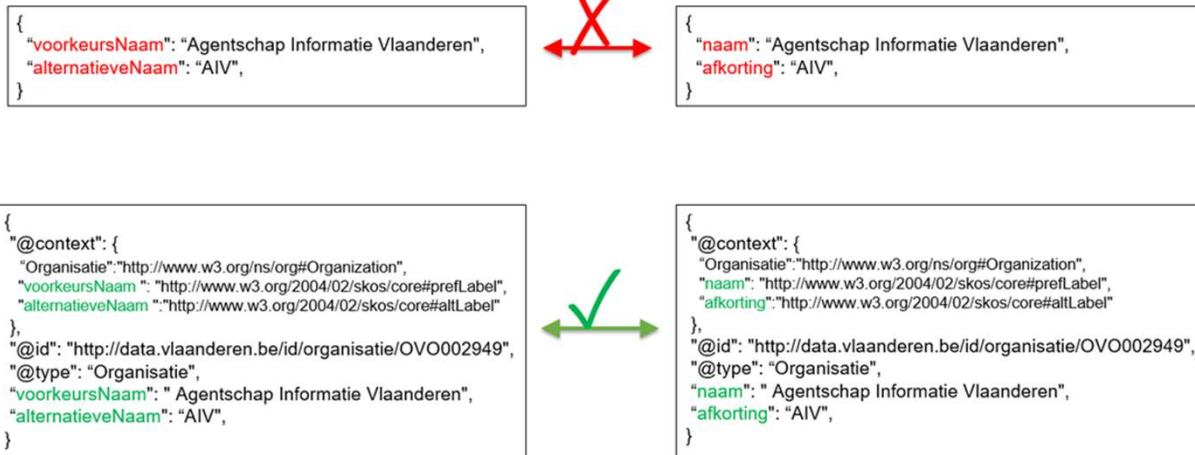 {
“voorkeursNaam": “Agentschap Informatie Vlaanderen",
“alternatieveNaam": “AIV",
}
{
“naam": “Agentschap Informatie Vlaanderen",
“afkorting": “AIV",
}
{
"@context": {
“Organisatie":"http://www.w3.org/ns/org#Organization",
"voorkeursNaam ": "http://www.w3.org/2004/02/skos/core#prefLabel",
"alternatieveNaam ":"http://www.w3.org/2004/02/skos/core#altLabel"
},
"@id": "http://data.vlaanderen.be/id/organisatie/OVO002949",
"@type": “Organisatie",
“voorkeursNaam": " Agentschap Informatie Vlaanderen",
“alternatieveNaam": “AIV",
}
{
"@context": {
“Organisatie":"http://www.w3.org/ns/org#Organization",
"naam": "http://www.w3.org/2004/02/skos/core#prefLabel",
“afkorting":"http://www.w3.org/2004/02/skos/core#altLabel"
},
"@id": "http://data.vlaanderen.be/id/organisatie/OVO002949",
"@type": “Organisatie",
“naam": " Agentschap Informatie Vlaanderen",
“afkorting": “AIV",
}